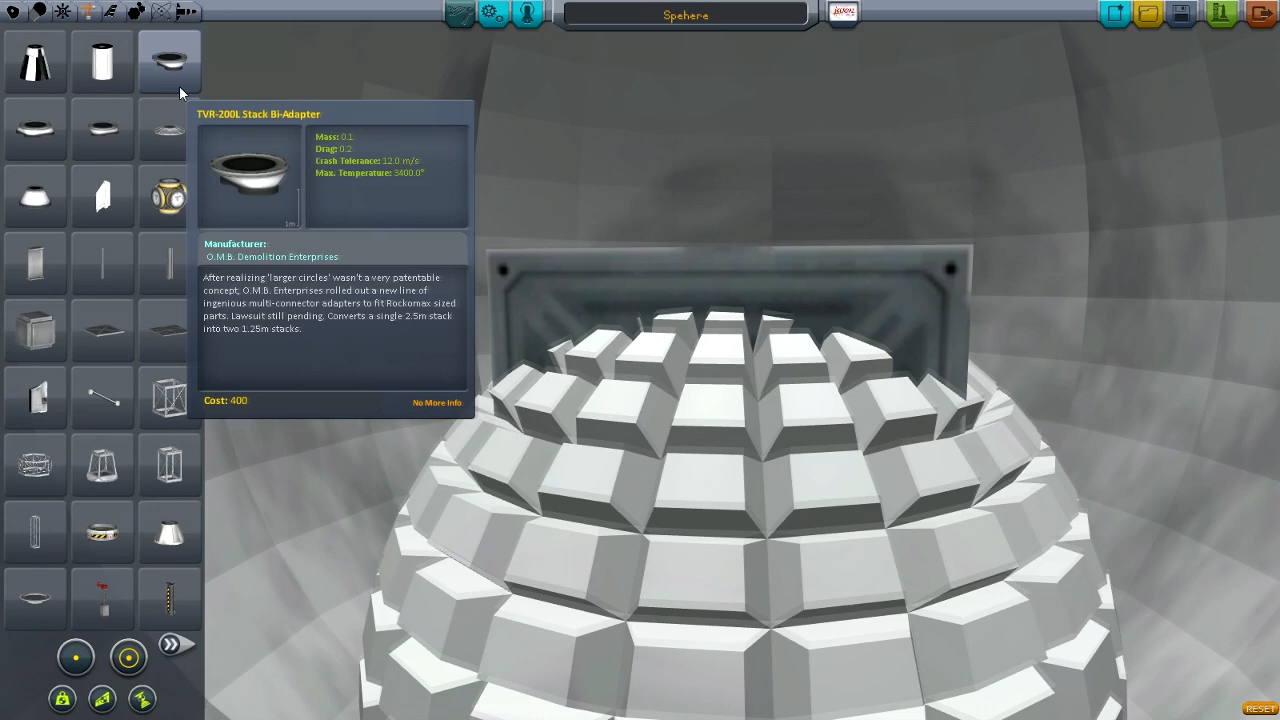 Spehere
TVR-200L Stack Bi-Adapter
Mass: 0.1
Drag: 0.2
Crash Tolerance: 12.0 m/s
Max. Temperature: 3400.0°
1m
Manufacturer:
O.M.B. Demolition Enterprises
After realizing 'larger circles' wasn't a very patentable
concept, O.M.B. Enterprises rolled out a new line of
ingenious multi-connector adapters to fit Rockomax sized
parts. Lawsuit still pending. Converts a single 2.5m stack
into two 1.25m stacks.
Cost: 400
No More Info
RESET